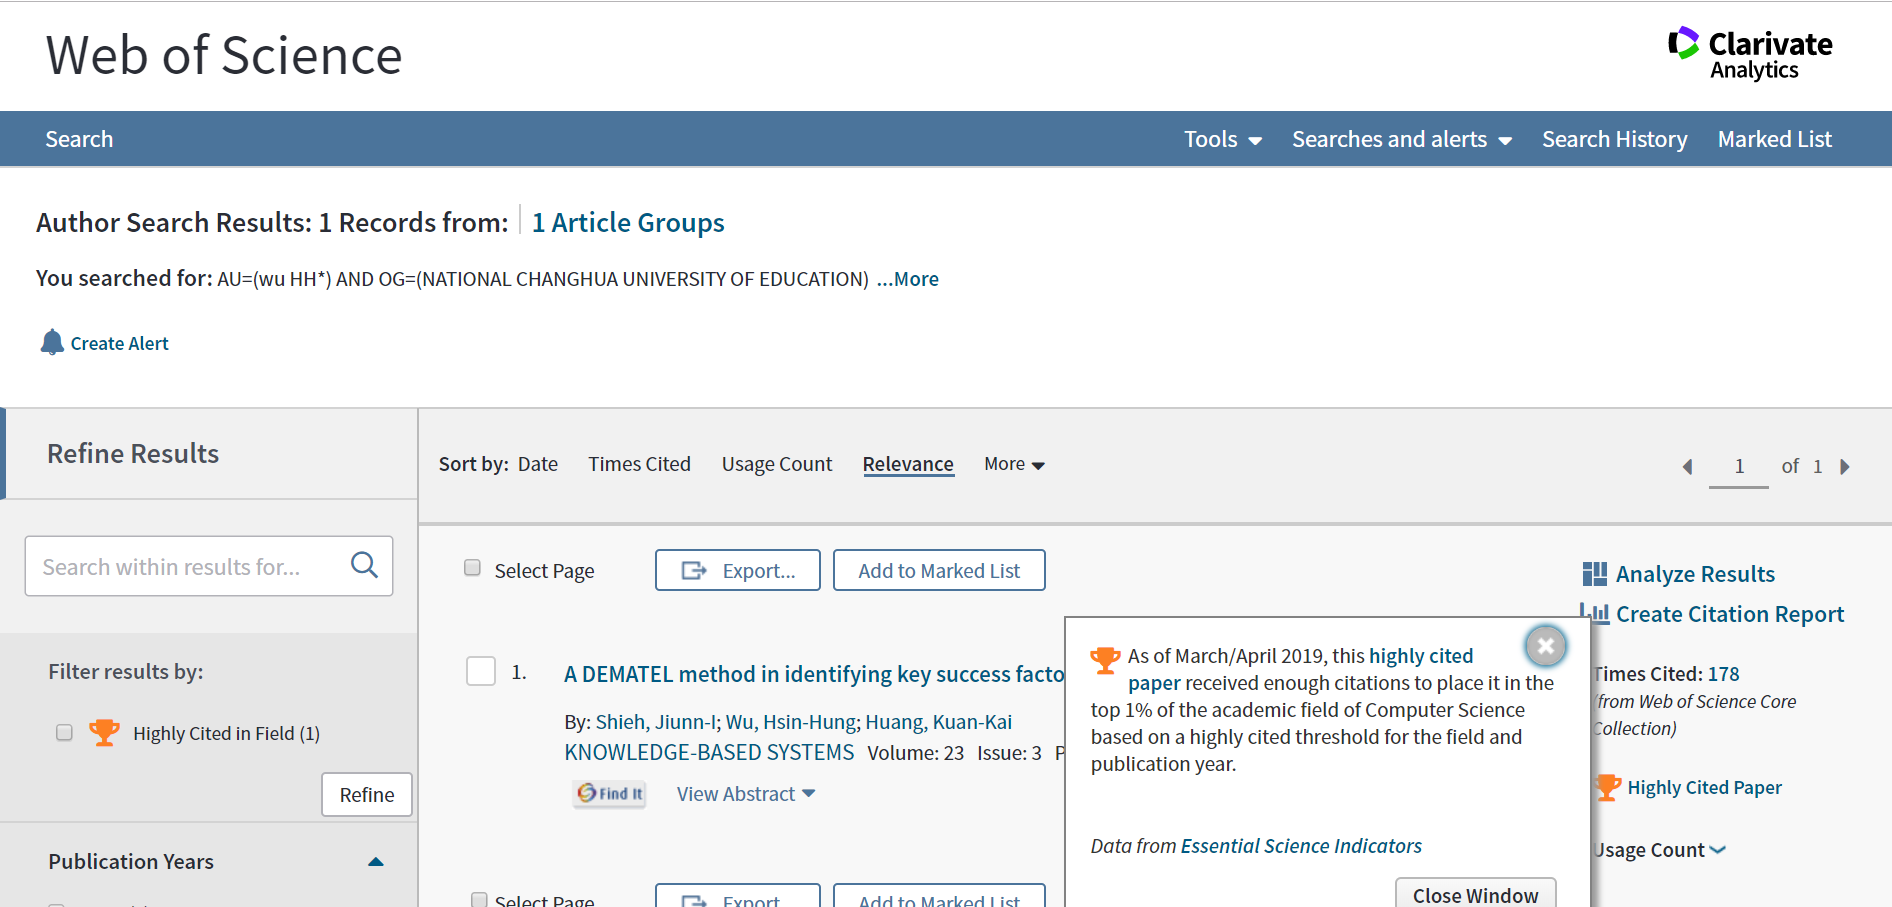 Web of Science
Clarivate
Analytics
Search
Tools
Searches and alerts
Search History
Marked List
Author Search Results: 1 Records from:
1 Article Groups
You searched for: AU=(wu HH*) AND OG=(NATIONAL CHANGHUA UNIVERSITY OF EDUCATION) ...More
Create Alert
Refine Results
Search within results for...
Filter results by:
Highly Cited in Field (1)
Refine
Publication Years
Sort by: Date Times Cited Usage Count Relevance More
1 of 1
Select Page
Export...
Add to Marked List
1.
A DEMATEL method in identifying key success facto
By: Shieh, Jiunn-I; Wu, Hsin-Hung; Huang, Kuan-Kai
KNOWLEDGE-BASED SYSTEMS Volume: 23 Issue: 3 P
Find It
View Abstract
As of March/April 2019, this highly cited
paper received enough citations to place it in the
top 1% of the academic field of Computer Science
based on a highly cited threshold for the field and
publication year.
Data from Essential Science Indicators
Close Window
Analyze Results
Create Citation Report
Times Cited: 178
(from Web of Science Core
Collection)
Highly Cited Paper
Usage Count
Select Page
Export
Add to Marked List